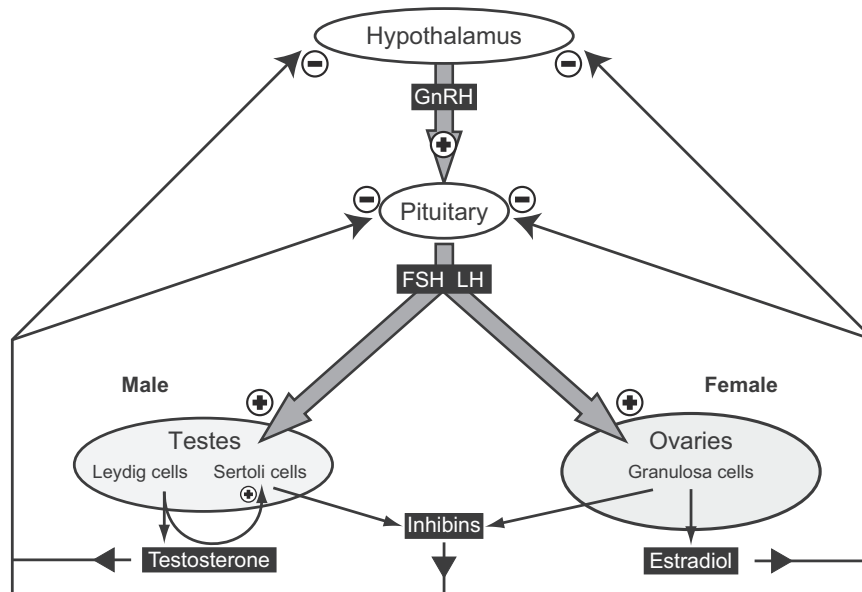 Hypothalamus
GnRH
Pituitary
FSH LH
Male
Female
Testes
Ovaries
Leydig cells
Sertoli cells
Granulosa cells
Inhibins
Testosterone
Estradiol